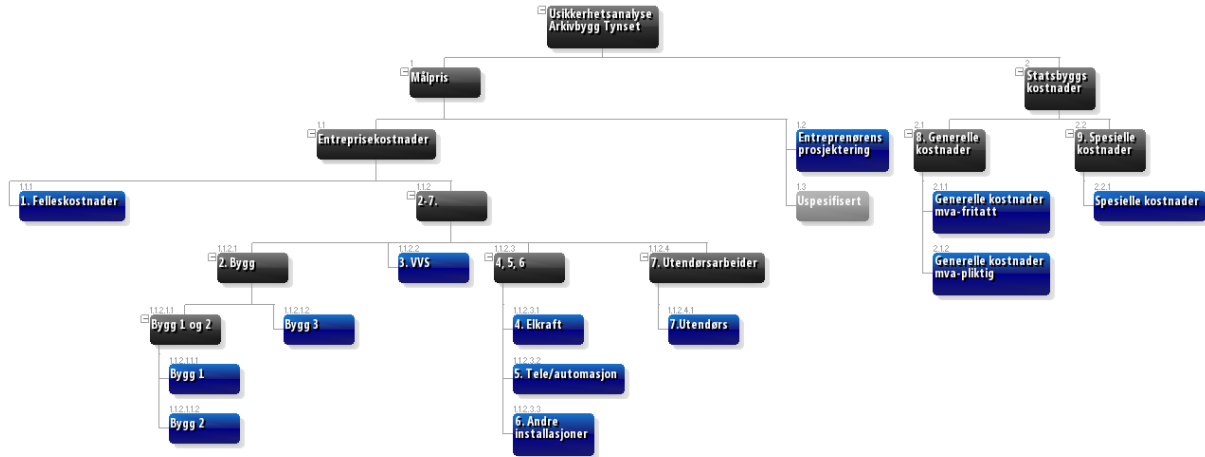 Usikkerhetsanalyse
Arkivbygg Tynset
1
Målpris
2
Statsbyggs
kostnader
1.1
Entreprisekostnader
1.2
Entreprenørens
prosjektering
2.1
8. Generelle
kostnader
2.2
9. Spesielle
kostnader
1.1.1
1. Felleskostnader
1.1.2
2-7.
1.3
Uspesifisert
2.1.1
Generelle kostnader
mva-fritatt
2.2.1
Spesielle kostnader
1.1.2.1
2. Bygg
1.1.2.2
3. VVS
1.1.2.3
4, 5, 6
1.1.2.4
7. Utendørsarbeider
2.1.2
Generelle kostnader
mva-pliktig
1.1.2.1.1
Bygg 1 og 2
1.1.2.1.2
Bygg 3
1.1.2.3.1
4. Elkraft
1.1.2.4.1
7.Utendørs
1.1.2.1.1.1
Bygg 1
1.1.2.3.2
5. Tele/automasjon
1.1.2.1.1.2
Bygg 2
1.1.2.3.3
6. Andre
installasjoner